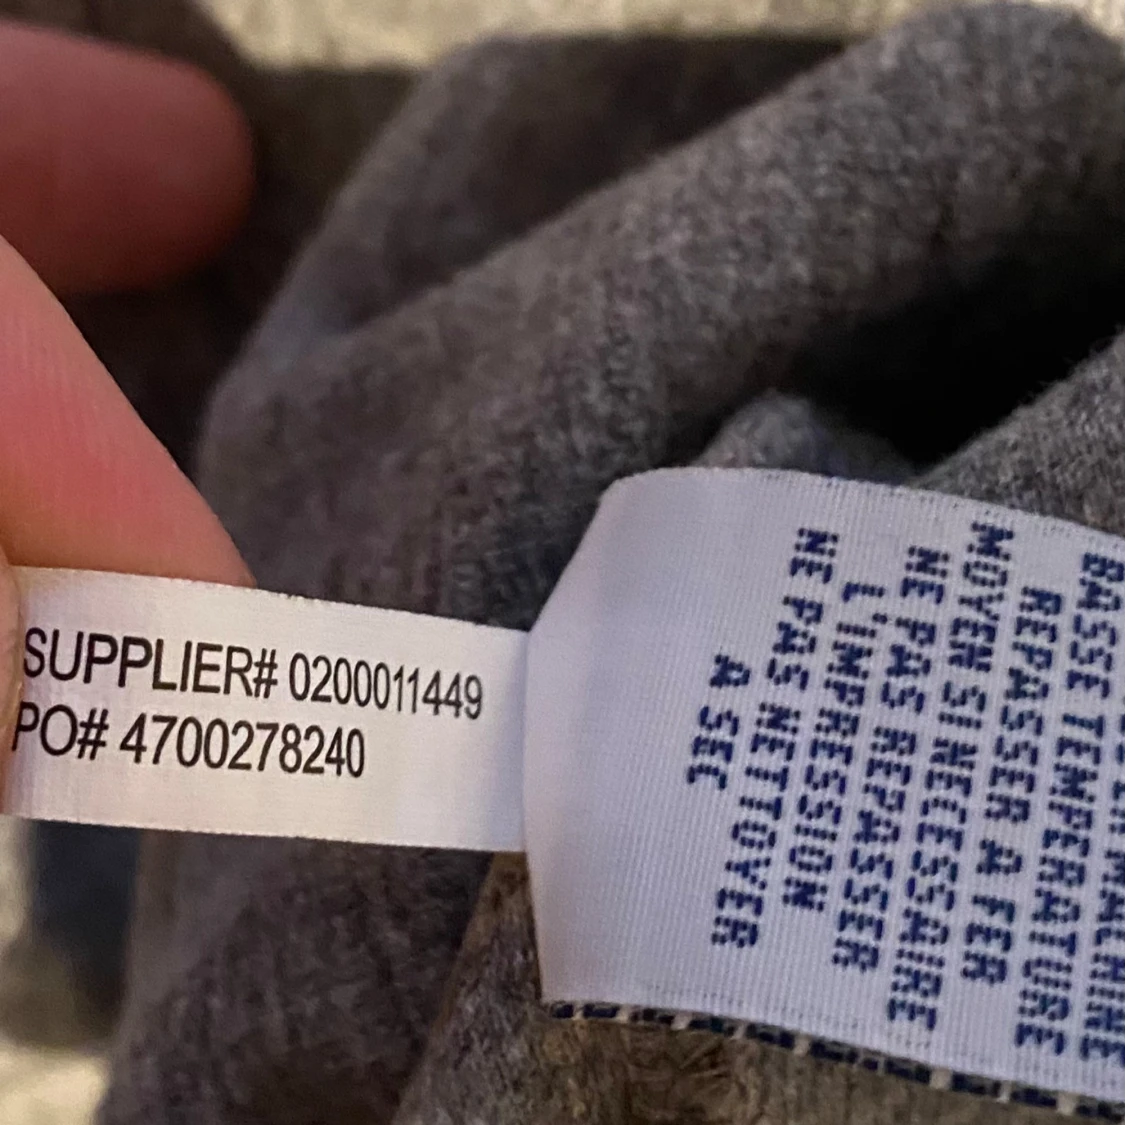 SUPPLIER# 0200011449
PO# 4700278240
BASSE TEMPERATURE
REPASSER A FER
MOYEN SI NECESSAIRE
NE PAS REPASSER
L'IMPRESSION
NE PAS NETTOYER
A SEC